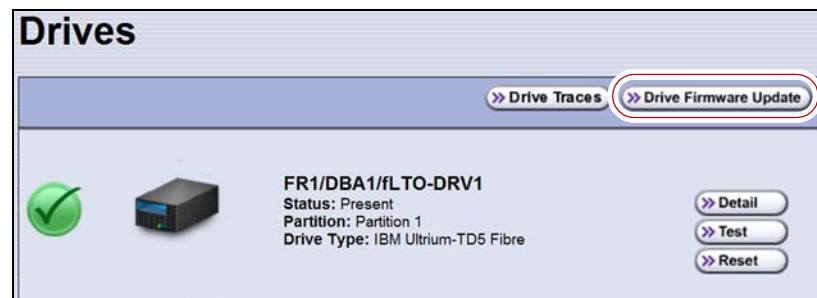 Drives
» Drive Traces » Drive Firmware Update
FR1/DBA1/fLTO-DRV1
Status: Present
Partition: Partition 1
Drive Type: IBM Ultrium-TD5 Fibre
» Detail
» Test
» Reset